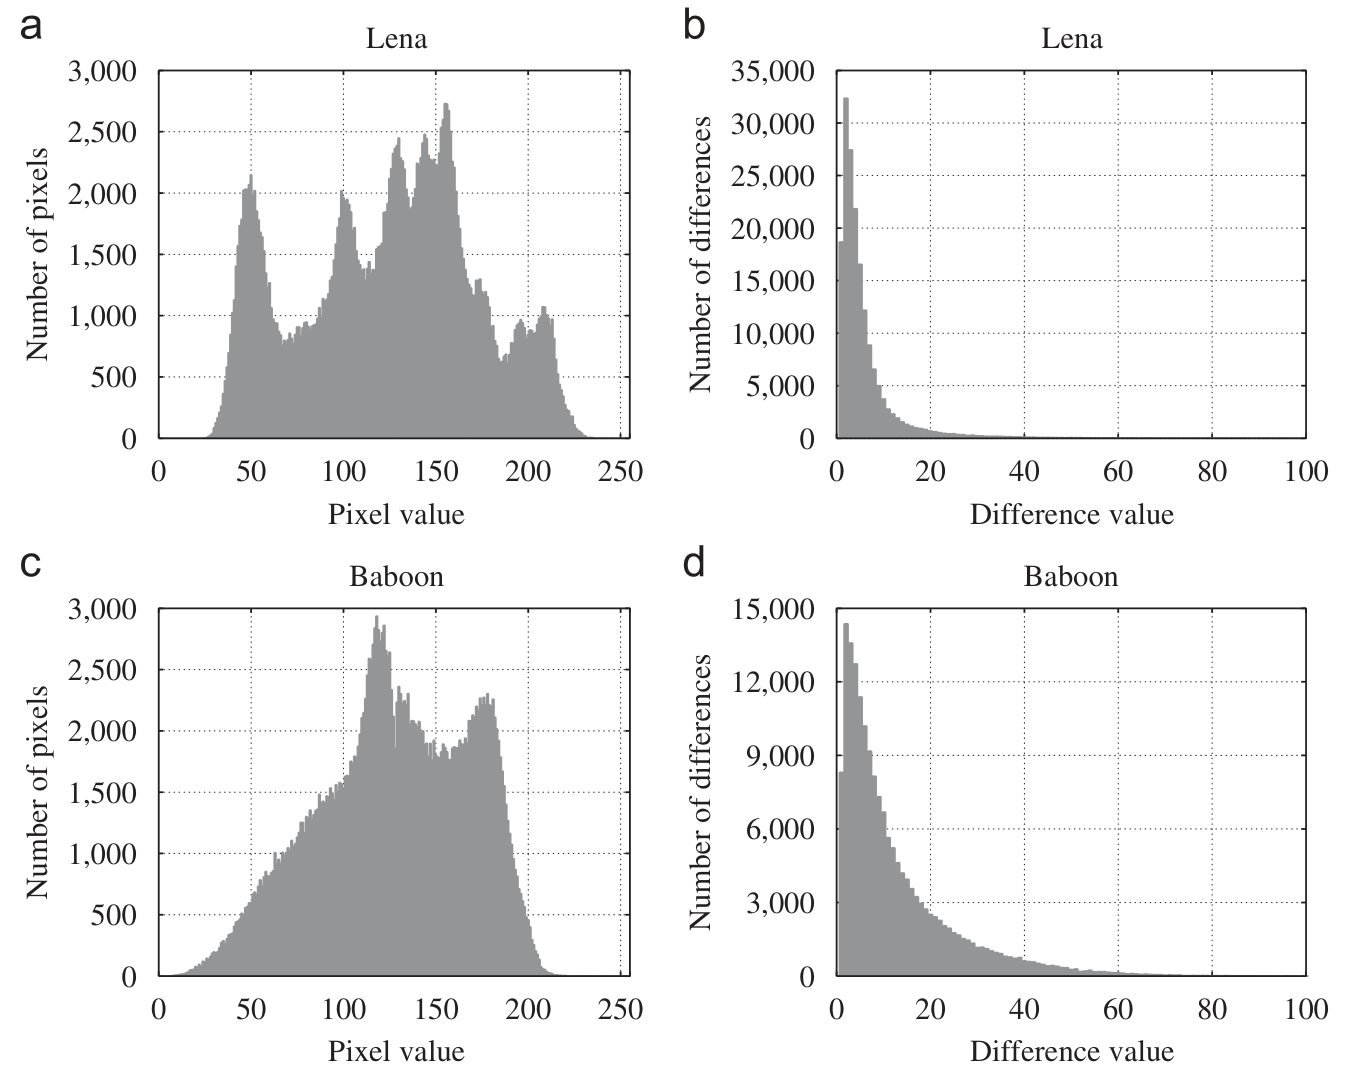 a
Lena
3,000
2,500
2,000
1,500
1,000
500
0
Number of pixels
0 50 100 150 200 250
Pixel value
b
Lena
35,000
30,000
25,000
20,000
15,000
10,000
5,000
0
Number of differences
0 20 40 60 80 100
Difference value
c
Baboon
3,000
2,500
2,000
1,500
1,000
500
0
Number of pixels
0 50 100 150 200 250
Pixel value
d
Baboon
15,000
12,000
9,000
6,000
3,000
0
Number of differences
0 20 40 60 80 100
Difference value